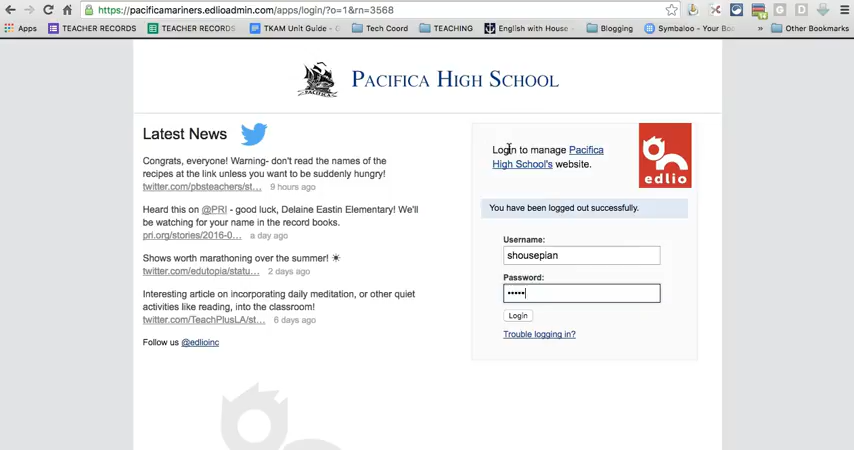 https://pacificamariners.edlioadmin.com/apps/login/?o=1&rn=3568
Apps TEACHER RECORDS TEACHER RECORDS TKAM Unit Guide - G Tech Coord TEACHING English with House - Blogging Symbaloo - Your Boo » Other Bookmarks
PACIFICA
PACIFICA HIGH SCHOOL
Latest News
Congrats, everyone! Warning- don't read the names of the
recipes at the link unless you want to be suddenly hungry!
twitter.com/pbsteachers/st... 9 hours ago
Heard this on @PRI - good luck, Delaine Eastin Elementary! We'll
be watching for your name in the record books.
pri.org/stories/2016-0... a day ago
Shows worth marathoning over the summer! ☀
twitter.com/edutopia/statu... 2 days ago
Interesting article on incorporating daily meditation, or other quiet
activities like reading, into the classroom!
twitter.com/TeachPlusLA/st... 6 days ago
Follow us @edlioinc
Login to manage Pacifica
High School's website.
edlio
You have been logged out successfully.
Username:
shousepian
Password:
•••••
Login
Trouble logging in?